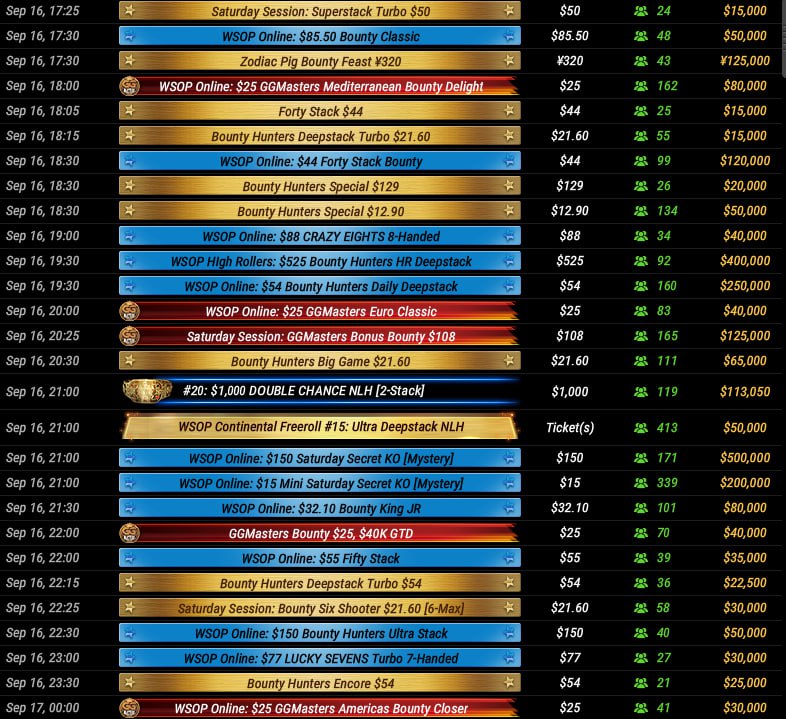 Sep 16, 17:25 Saturday Session: Superstack Turbo $50 $50 24 $15,000
Sep 16, 17:30 WSOP Online: $85.50 Bounty Classic $85.50 48 $50,000
Sep 16, 17:30 Zodiac Pig Bounty Feast ¥320 ¥320 43 ¥125,000
Sep 16, 18:00 WSOP Online: $25 GGMasters Mediterranean Bounty Delight $25 162 $80,000
Sep 16, 18:05 Forty Stack $44 $44 25 $15,000
Sep 16, 18:15 Bounty Hunters Deepstack Turbo $21.60 $21.60 55 $15,000
Sep 16, 18:30 WSOP Online: $44 Forty Stack Bounty $44 99 $120,000
Sep 16, 18:30 Bounty Hunters Special $129 $129 26 $20,000
Sep 16, 18:30 Bounty Hunters Special $12.90 $12.90 134 $50,000
Sep 16, 19:00 WSOP Online: $88 CRAZY EIGHTS 8-Handed $88 34 $40,000
Sep 16, 19:30 WSOP HIgh Rollers: $525 Bounty Hunters HR Deepstack $525 92 $400,000
Sep 16, 19:30 WSOP Online: $54 Bounty Hunters Daily Deepstack $54 160 $250,000
Sep 16, 20:00 WSOP Online: $25 GGMasters Euro Classic $25 83 $40,000
Sep 16, 20:25 Saturday Session: GGMasters Bonus Bounty $108 $108 165 $125,000
Sep 16, 20:30 Bounty Hunters Big Game $21.60 $21.60 111 $65,000
Sep 16, 21:00 #20: $1,000 DOUBLE CHANCE NLH [2-Stack] $1,000 119 $113,050
Sep 16, 21:00 WSOP Continental Freeroll #15: Ultra Deepstack NLH Ticket(s) 413 $50,000
Sep 16, 21:00 WSOP Online: $150 Saturday Secret KO [Mystery] $150 171 $500,000
Sep 16, 21:00 WSOP Online: $15 Mini Saturday Secret KO [Mystery] $15 339 $200,000
Sep 16, 21:30 WSOP Online: $32.10 Bounty King JR $32.10 101 $80,000
Sep 16, 22:00 GGMasters Bounty $25, $40K GTD $25 70 $40,000
Sep 16, 22:00 WSOP Online: $55 Fifty Stack $55 39 $35,000
Sep 16, 22:15 Bounty Hunters Deepstack Turbo $54 $54 36 $22,500
Sep 16, 22:25 Saturday Session: Bounty Six Shooter $21.60 [6-Max] $21.60 58 $30,000
Sep 16, 22:30 WSOP Online: $150 Bounty Hunters Ultra Stack $150 40 $50,000
Sep 16, 23:00 WSOP Online: $77 LUCKY SEVENS Turbo 7-Handed $77 27 $30,000
Sep 16, 23:30 Bounty Hunters Encore $54 $54 21 $25,000
Sep 17, 00:00 WSOP Online: $25 GGMasters Americas Bounty Closer $25 41 $30,000